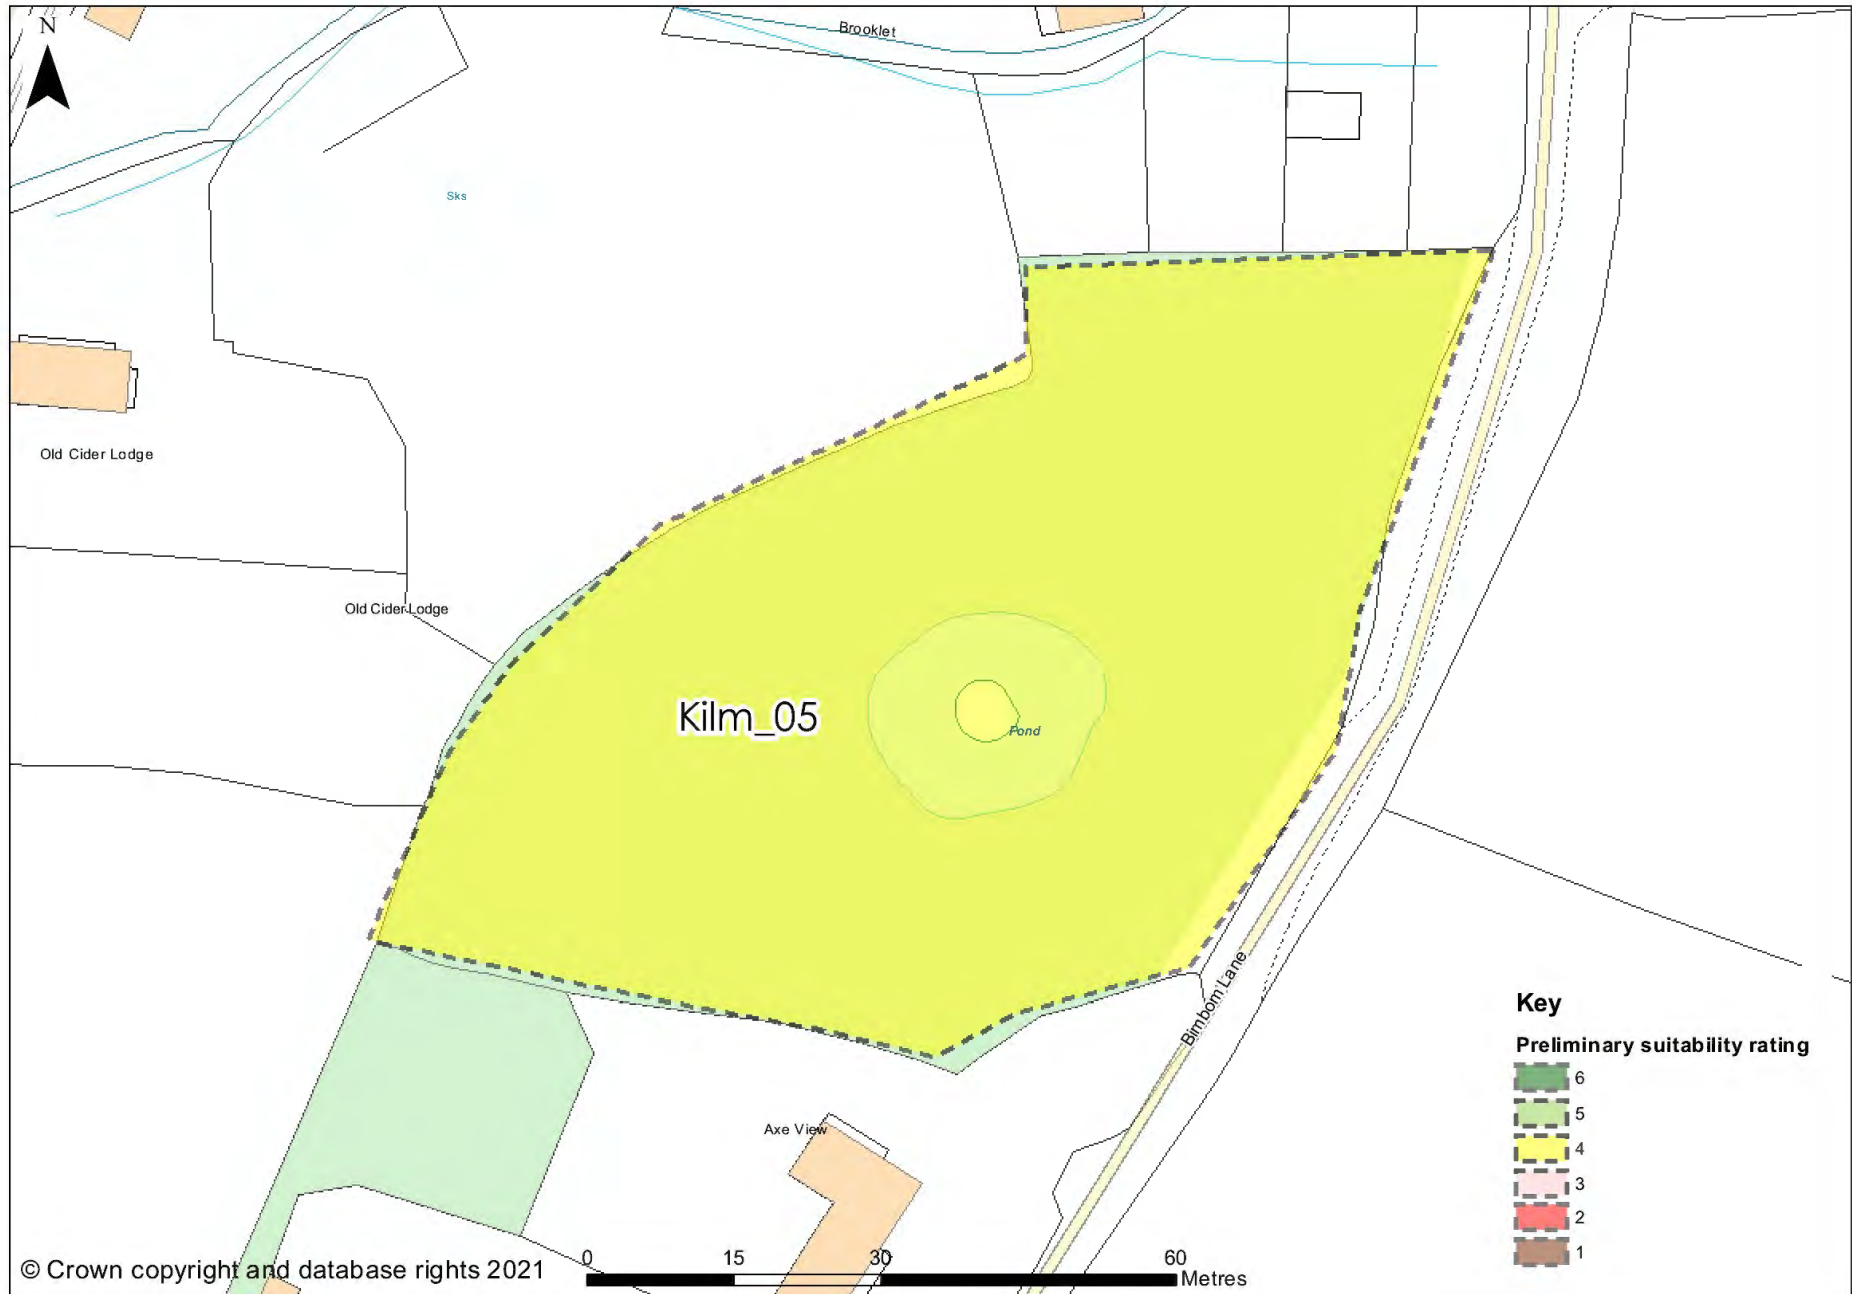 N
Brooklet
Sks
Old Cider Lodge
Old Cider Lodge
Kilm_05
Pond
Bimbom Lane
Axe View
Key
Preliminary suitability rating
6
5
4
3
2
1
0 15 30 60
Metres
© Crown copyright and database rights 2021